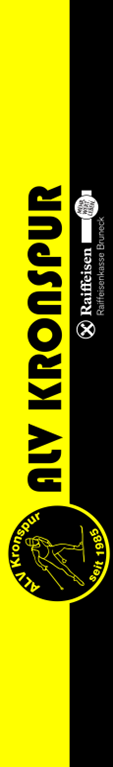 ALV KRONSPUR
Raiffeisen
Raiffeisenkasse Bruneck
ALV Kronspur
seit 1985